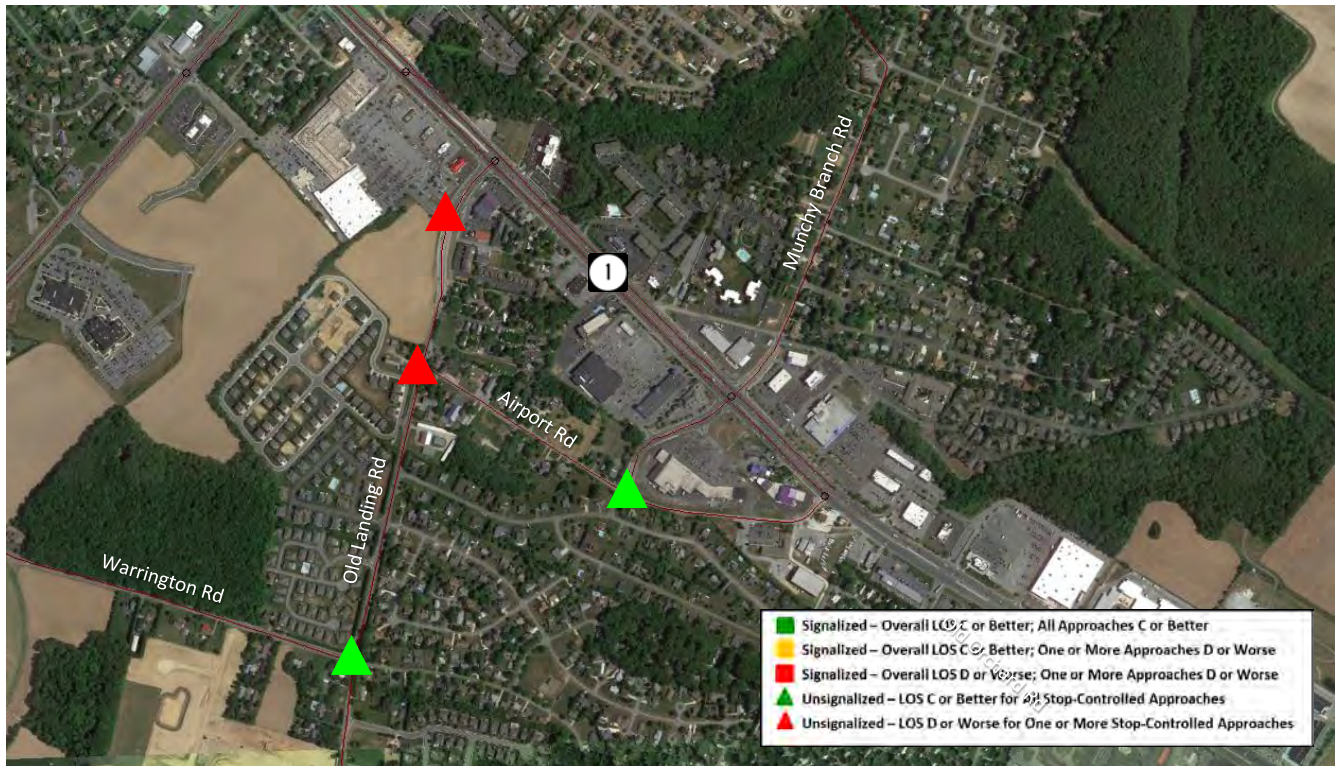 Munchy Branch Rd
1
Airport Rd
Old Landing Rd
Warrington Rd
Signalized – Overall LOS C or Better; All Approaches C or Better
Signalized – Overall LOS C or Better; One or More Approaches D or Worse
Signalized – Overall LOS D or Worse; One or More Approaches D or Worse
Unsignalized – LOS C or Better for All Stop-Controlled Approaches
Unsignalized – LOS D or Worse for One or More Stop-Controlled Approaches
Old Orchard Rd